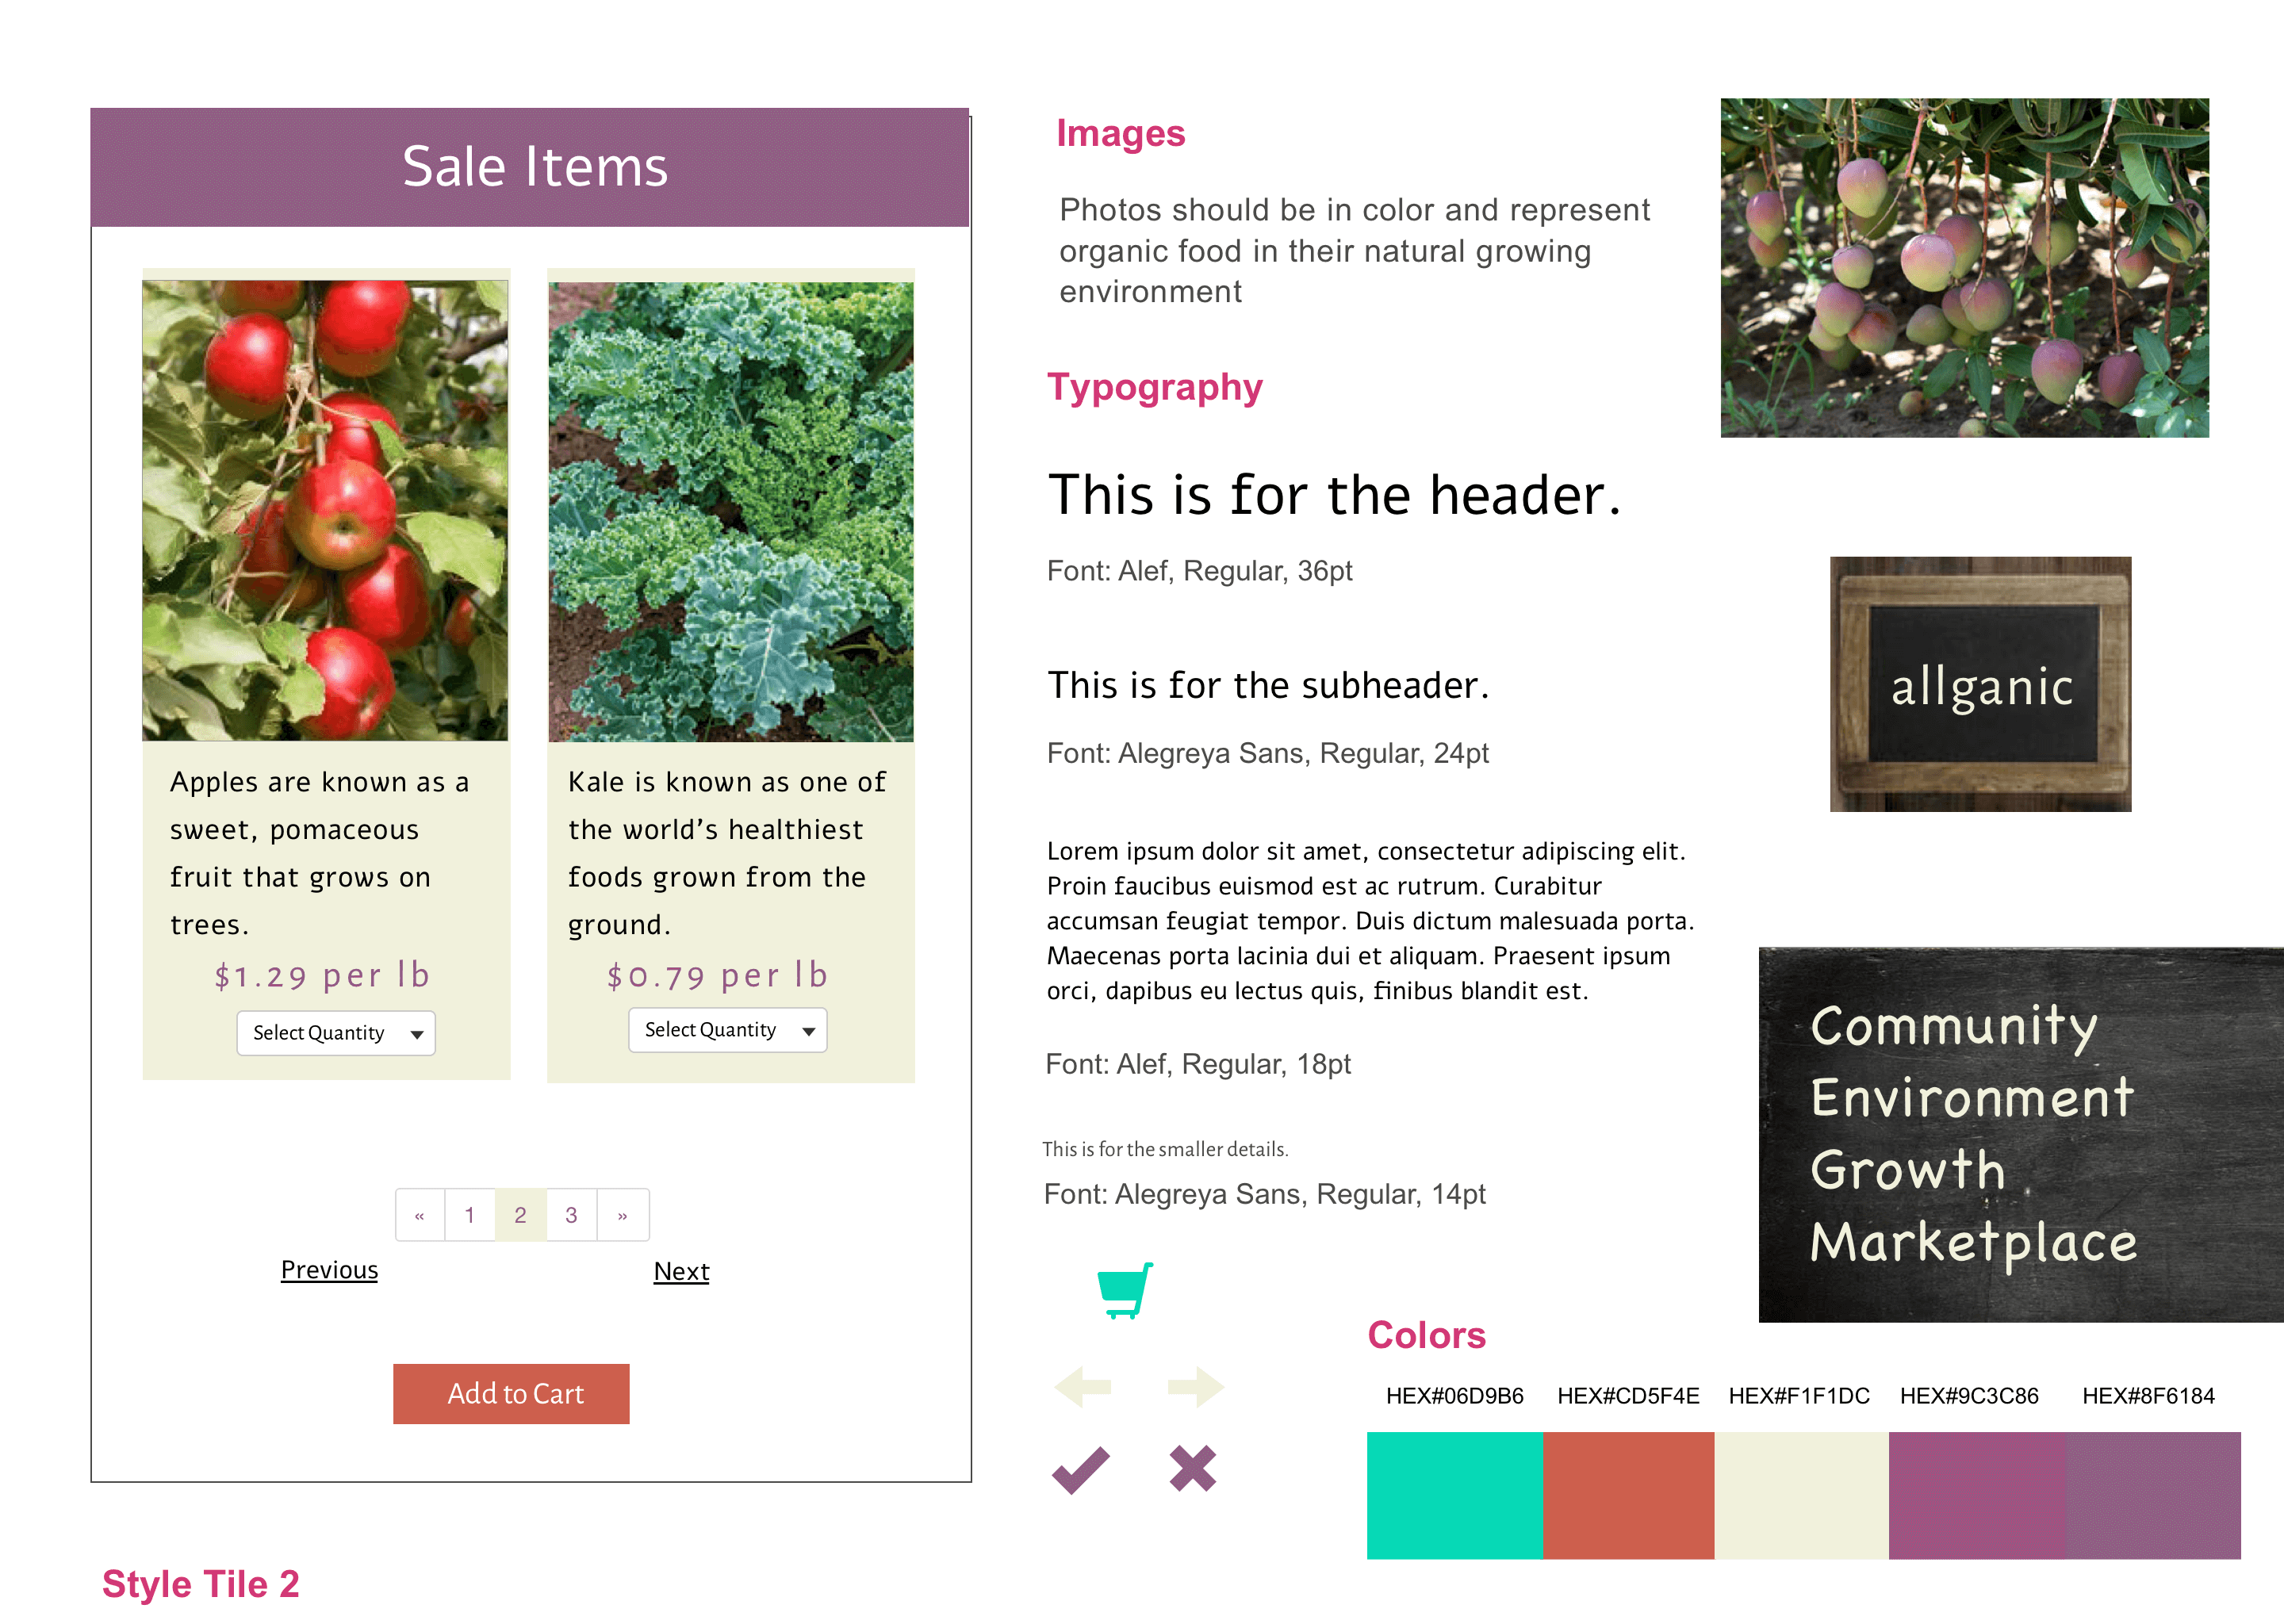 Sale Items
Apples are known as a
sweet, pomaceous
fruit that grows on
trees.
$1.29 per lb
Select Quantity
Kale is known as one of
the world's healthiest
foods grown from the
ground.
$0.79 per lb
Select Quantity
« 1 2 3 »
Previous
Next
Add to Cart
Style Tile 2
Images
Photos should be in color and represent
organic food in their natural growing
environment
Typography
This is for the header.
Font: Alef, Regular, 36pt
This is for the subheader.
Font: Alegreya Sans, Regular, 24pt
Lorem ipsum dolor sit amet, consectetur adipiscing elit.
Proin faucibus euismod est ac rutrum. Curabitur
accumsan feugiat tempor. Duis dictum malesuada porta.
Maecenas porta lacinia dui et aliquam. Praesent ipsum
orci, dapibus eu lectus quis, finibus blandit est.
Font: Alef, Regular, 18pt
This is for the smaller details.
Font: Alegreya Sans, Regular, 14pt
allganic
Community
Environment
Growth
Marketplace
Colors
HEX#06D9B6
HEX#CD5F4E
HEX#F1F1DC
HEX#9C3C86
HEX#8F6184